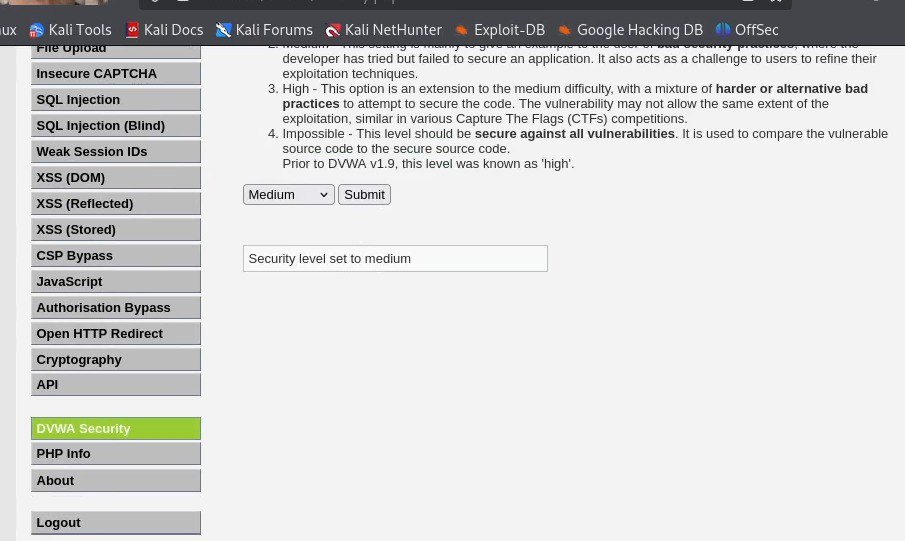 ux Kali Tools Kali Docs Kali Forums Kali NetHunter Exploit-DB Google Hacking DB OffSec
File Upload
Insecure CAPTCHA
SQL Injection
SQL Injection (Blind)
Weak Session IDs
XSS (DOM)
XSS (Reflected)
XSS (Stored)
CSP Bypass
JavaScript
Authorisation Bypass
Open HTTP Redirect
Cryptography
API
DVWA Security
PHP Info
About
Logout
2. Medium - This setting is mainly to give an example to the user of bad security practices, where the
developer has tried but failed to secure an application. It also acts as a challenge to users to refine their
exploitation techniques.
3. High - This option is an extension to the medium difficulty, with a mixture of harder or alternative bad
practices to attempt to secure the code. The vulnerability may not allow the same extent of the
exploitation, similar in various Capture The Flags (CTFs) competitions.
4. Impossible - This level should be secure against all vulnerabilities. It is used to compare the vulnerable
source code to the secure source code.
Prior to DVWA v1.9, this level was known as 'high'.
Medium Submit
Security level set to medium